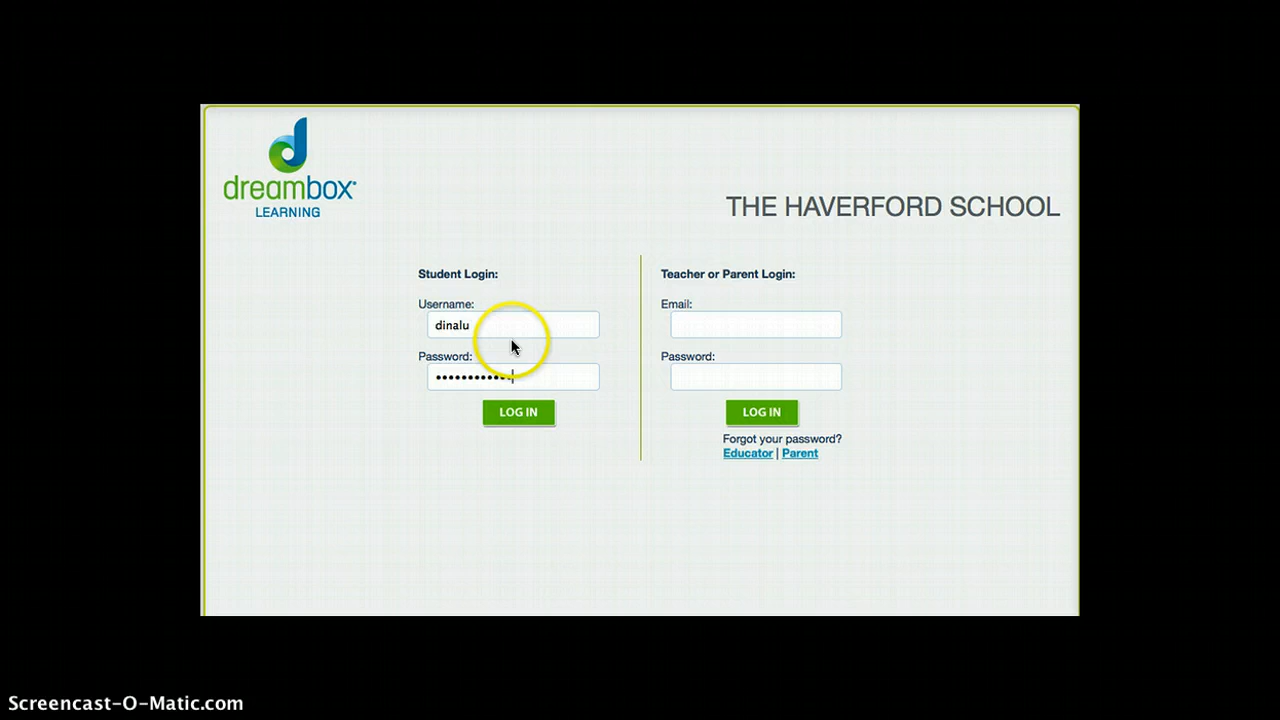 dreambox
LEARNING
THE HAVERFORD SCHOOL
Student Login:
Username:
dinalu
Password:
••••••••••••
LOG IN
Teacher or Parent Login:
Email:
Password:
LOG IN
Forgot your password?
Educator | Parent
Screencast-O-Matic.com